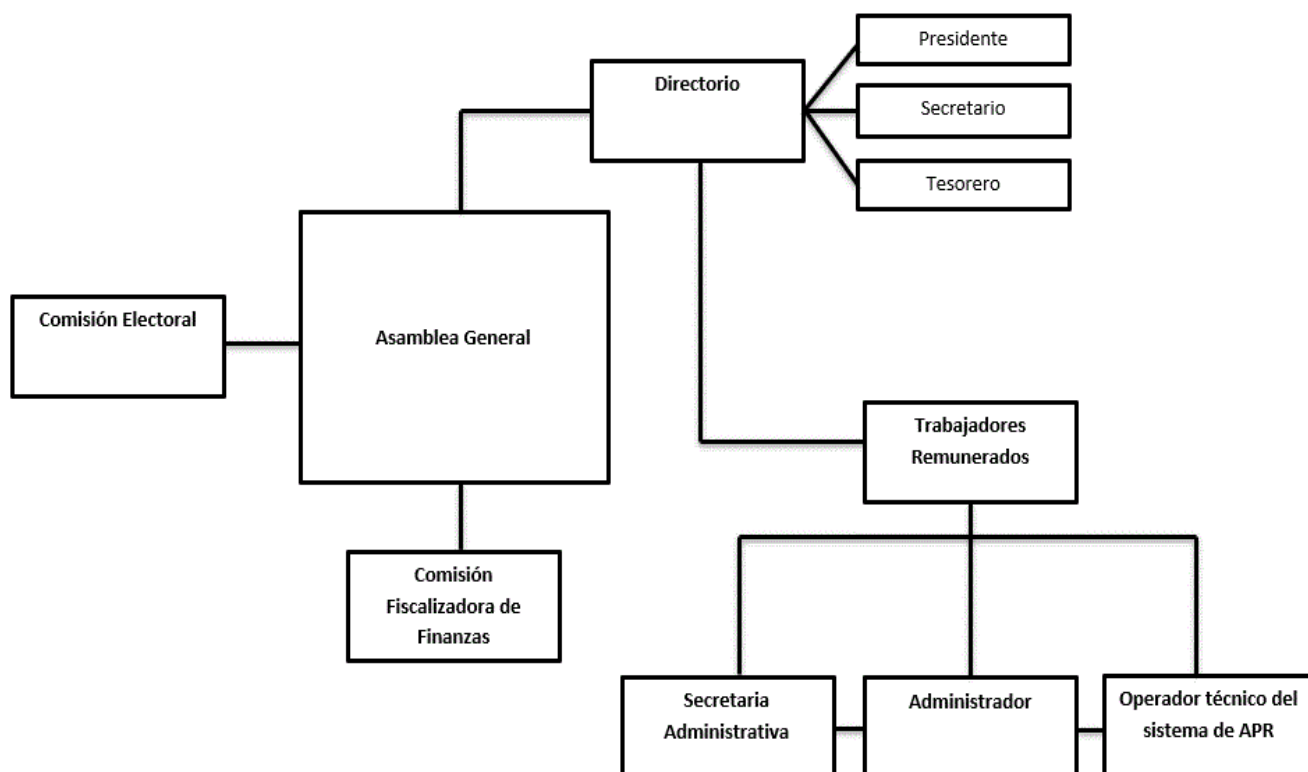 Presidente
Directorio
Secretario
Tesorero
Comisión Electoral
Asamblea General
Trabajadores
Remunerados
Comisión
Fiscalizadora de
Finanzas
Secretaria
Administrativa
Administrador
Operador técnico del
sistema de APR